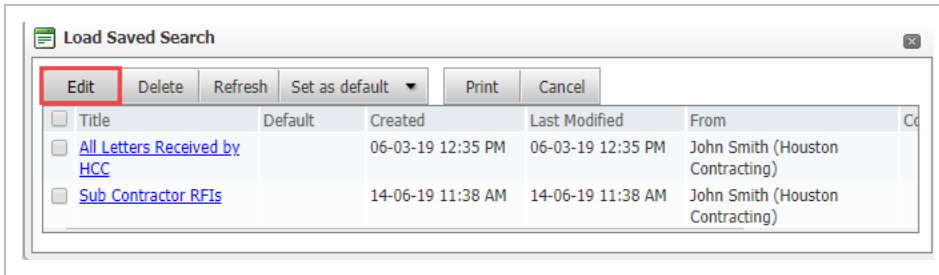 Load Saved Search
Edit Delete Refresh Set as default Print Cancel
Title Default Created Last Modified From
All Letters Received by 06-03-19 12:35 PM 06-03-19 12:35 PM John Smith (Houston
HCC Contracting)
Sub Contractor RFIs 14-06-19 11:38 AM 14-06-19 11:38 AM John Smith (Houston
Contracting)